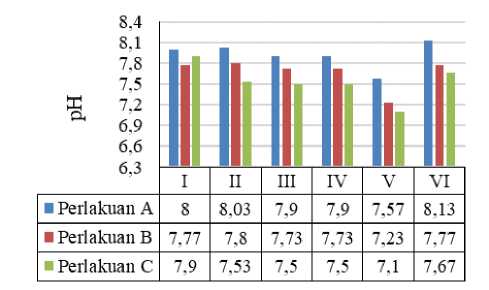 8,4
8,1
7,8
7,5
7,2
6,9
6,6
6,3
pH
I II III IV V VI
Perlakuan A 8 8,03 7,9 7,9 7,57 8,13
Perlakuan B 7,77 7,8 7,73 7,73 7,23 7,77
Perlakuan C 7,9 7,53 7,5 7,5 7,1 7,67